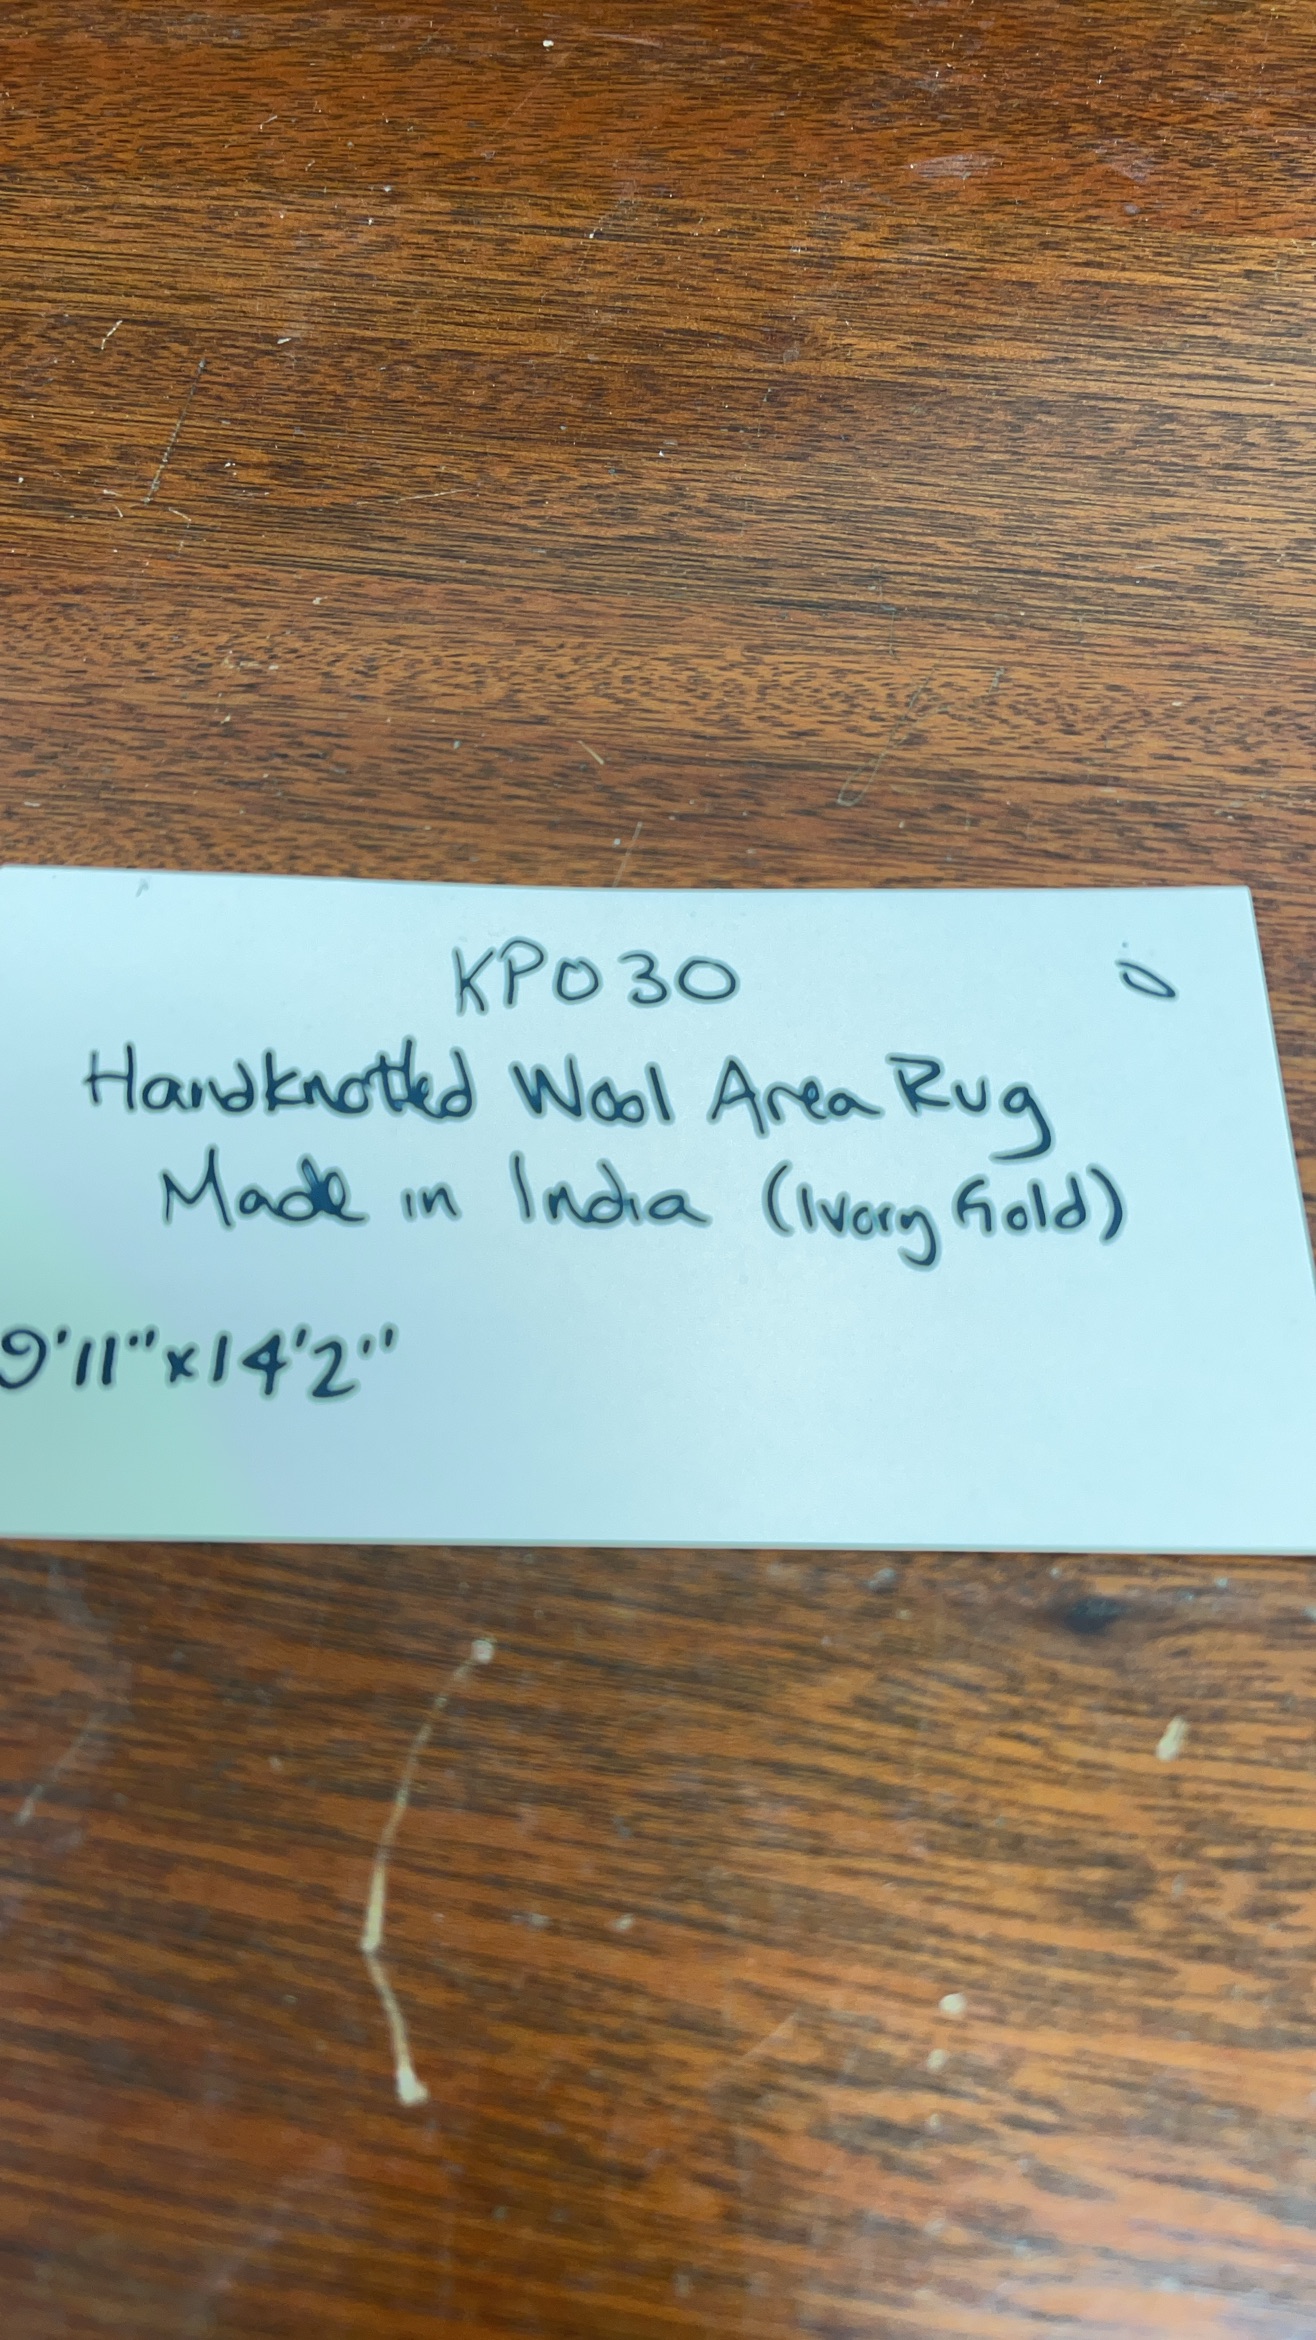 KP030
Handknotted Wool Area Rug
Made in India (Ivory Gold)
9'11"x14'2"